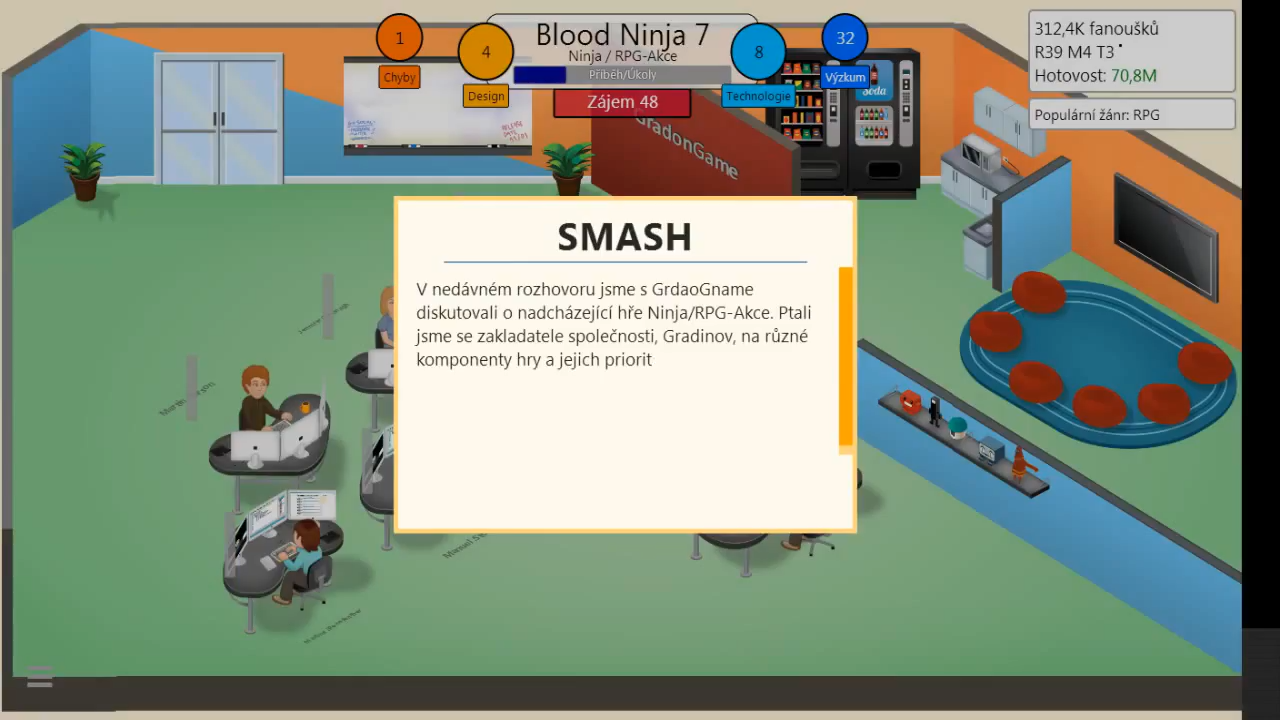 1
Chyby
4
Design
Blood Ninja 7
Ninja / RPG-Akce
Příběh/Úkoly
Zájem 48
8
Technologie
32
Výzkum
312,4K fanoušků
R39 M4 T3
Hotovost: 70,8M
Populární žánr: RPG
GradonGame
Soda
SMASH
V nedávném rozhovoru jsme s GrdaoGname
diskutovali o nadcházející hře Ninja/RPG-Akce. Ptali
jsme se zakladatele společnosti, Gradinov, na různé
komponenty hry a jejich priorit